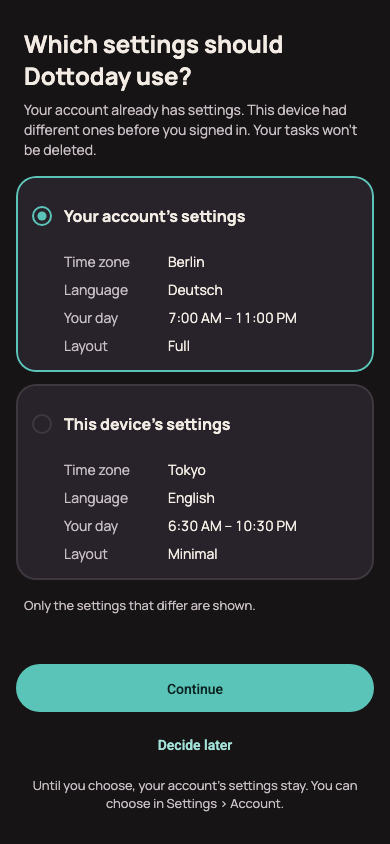 Which settings should
Dottoday use?
Your account already has settings. This device had
different ones before you signed in. Your tasks won't
be deleted.
Your account's settings
Time zone Berlin
Language Deutsch
Your day 7:00 AM – 11:00 PM
Layout Full
This device's settings
Time zone Tokyo
Language English
Your day 6:30 AM – 10:30 PM
Layout Minimal
Only the settings that differ are shown.
Continue
Decide later
Until you choose, your account's settings stay. You can
choose in Settings > Account.